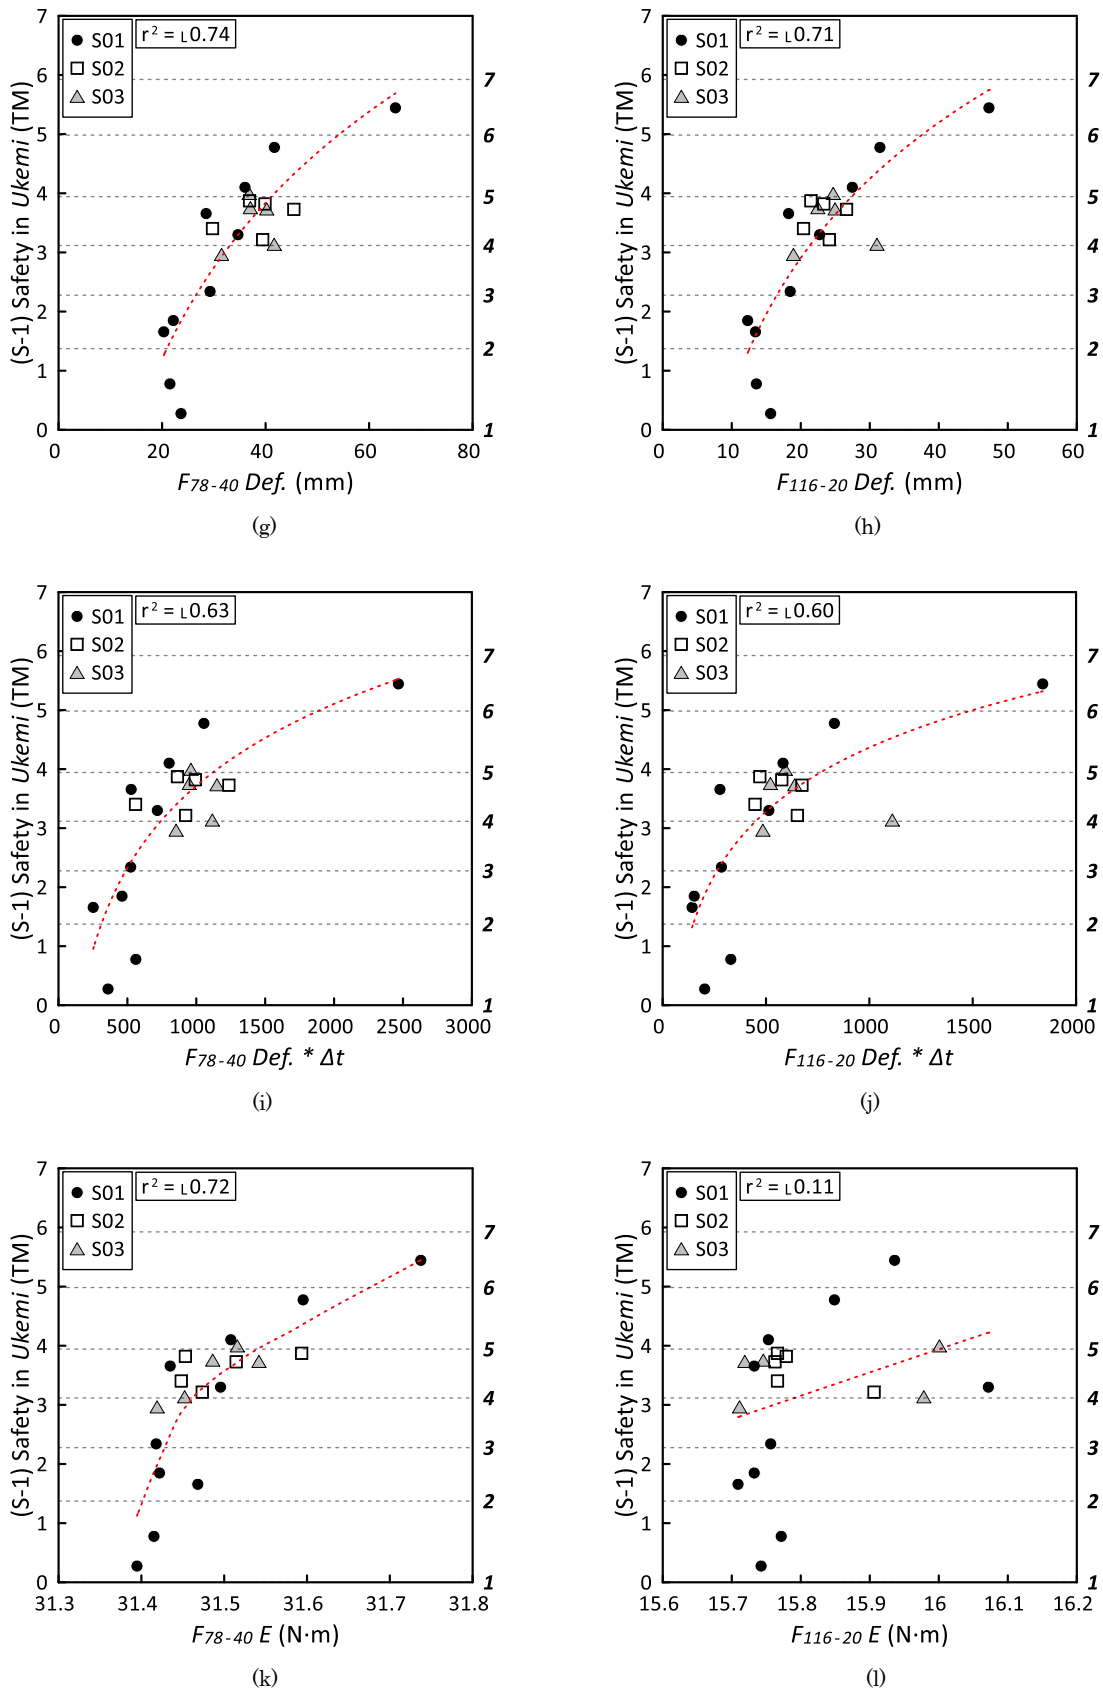 7
6
5
4
3
2
1
0
(S-1) Safety in Ukemi (TM)
S01
S02
S03
r² = L0.74
7
6
5
4
3
2
1
0 20 40 60 80
F78-40 Def. (mm)
(g)
7
6
5
4
3
2
1
0
(S-1) Safety in Ukemi (TM)
S01
S02
S03
r² = L0.71
7
6
5
4
3
2
1
0 10 20 30 40 50 60
F116-20 Def. (mm)
(h)
7
6
5
4
3
2
1
0
(S-1) Safety in Ukemi (TM)
S01
S02
S03
r² = L0.63
7
6
5
4
3
2
1
0 500 1000 1500 2000 2500 3000
F78-40 Def. * Δt
(i)
7
6
5
4
3
2
1
0
(S-1) Safety in Ukemi (TM)
S01
S02
S03
r² = L0.60
7
6
5
4
3
2
1
0 500 1000 1500 2000
F116-20 Def. * Δt
(j)
7
6
5
4
3
2
1
0
(S-1) Safety in Ukemi (TM)
S01
S02
S03
r² = L0.72
7
6
5
4
3
2
1
31.3 31.4 31.5 31.6 31.7 31.8
F78-40 E (N·m)
(k)
7
6
5
4
3
2
1
0
(S-1) Safety in Ukemi (TM)
S01
S02
S03
r² = L0.11
7
6
5
4
3
2
1
15.6 15.7 15.8 15.9 16 16.1 16.2
F116-20 E (N·m)
(l)